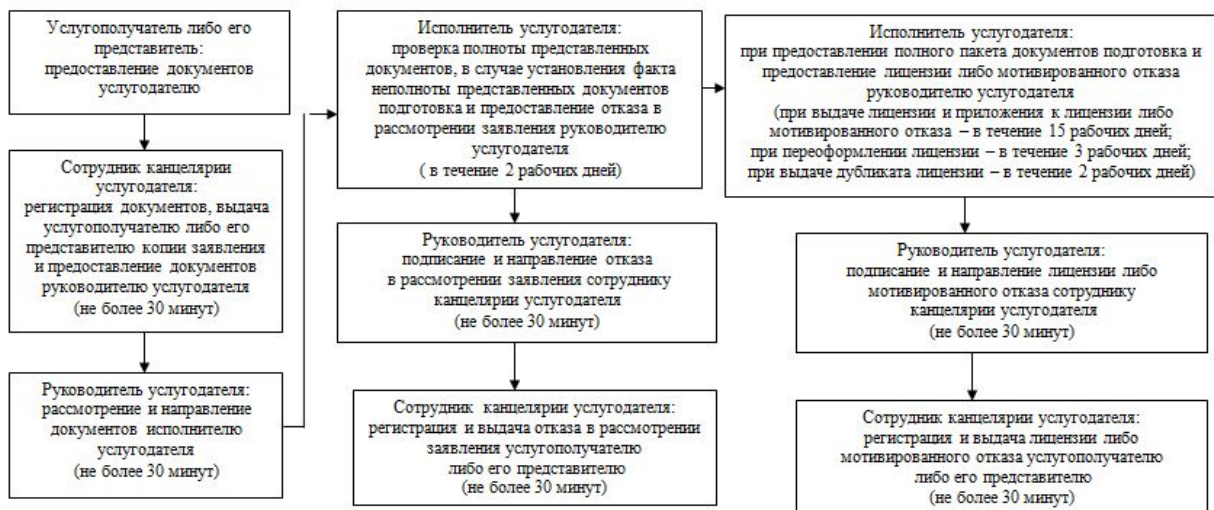 Услугополучатель либо его
представитель:
предоставление документов
услугодателю
Сотрудник канцелярии
услугодателя:
регистрация документов, выдача
услугополучателю либо его
представителю копии заявления
и предоставление документов
руководителю услугодателя
(не более 30 минут)
Руководитель услугодателя:
рассмотрение и направление
документов исполнителю
услугодателя
(не более 30 минут)
Исполнитель услугодателя:
проверка полноты представленных
документов, в случае установления факта
неполноты представленных документов
подготовка и предоставление отказа в
рассмотрении заявления руководителю
услугодателя
( в течение 2 рабочих дней)
Руководитель услугодателя:
подписание и направление отказа
в рассмотрении заявления сотруднику
канцелярии услугодателя
(не более 30 минут)
Сотрудник канцелярии услугодателя:
регистрация и выдача отказа в рассмотрении
заявления услугополучателю
либо его представителю
(не более 30 минут)
Исполнитель услугодателя:
при предоставлении полного пакета документов подготовка и
предоставление лицензии либо мотивированного отказа
руководителю услугодателя
(при выдаче лицензии и приложения к лицензии либо
мотивированного отказа – в течение 15 рабочих дней;
при переоформлении лицензии – в течение 3 рабочих дней;
при выдаче дубликата лицензии – в течение 2 рабочих дней)
Руководитель услугодателя:
подписание и направление лицензии либо
мотивированного отказа сотруднику
канцелярии услугодателя
(не более 30 минут)
Сотрудник канцелярии услугодателя:
регистрация и выдача лицензии либо
мотивированного отказа услугополучателю
либо его представителю
(не более 30 минут)